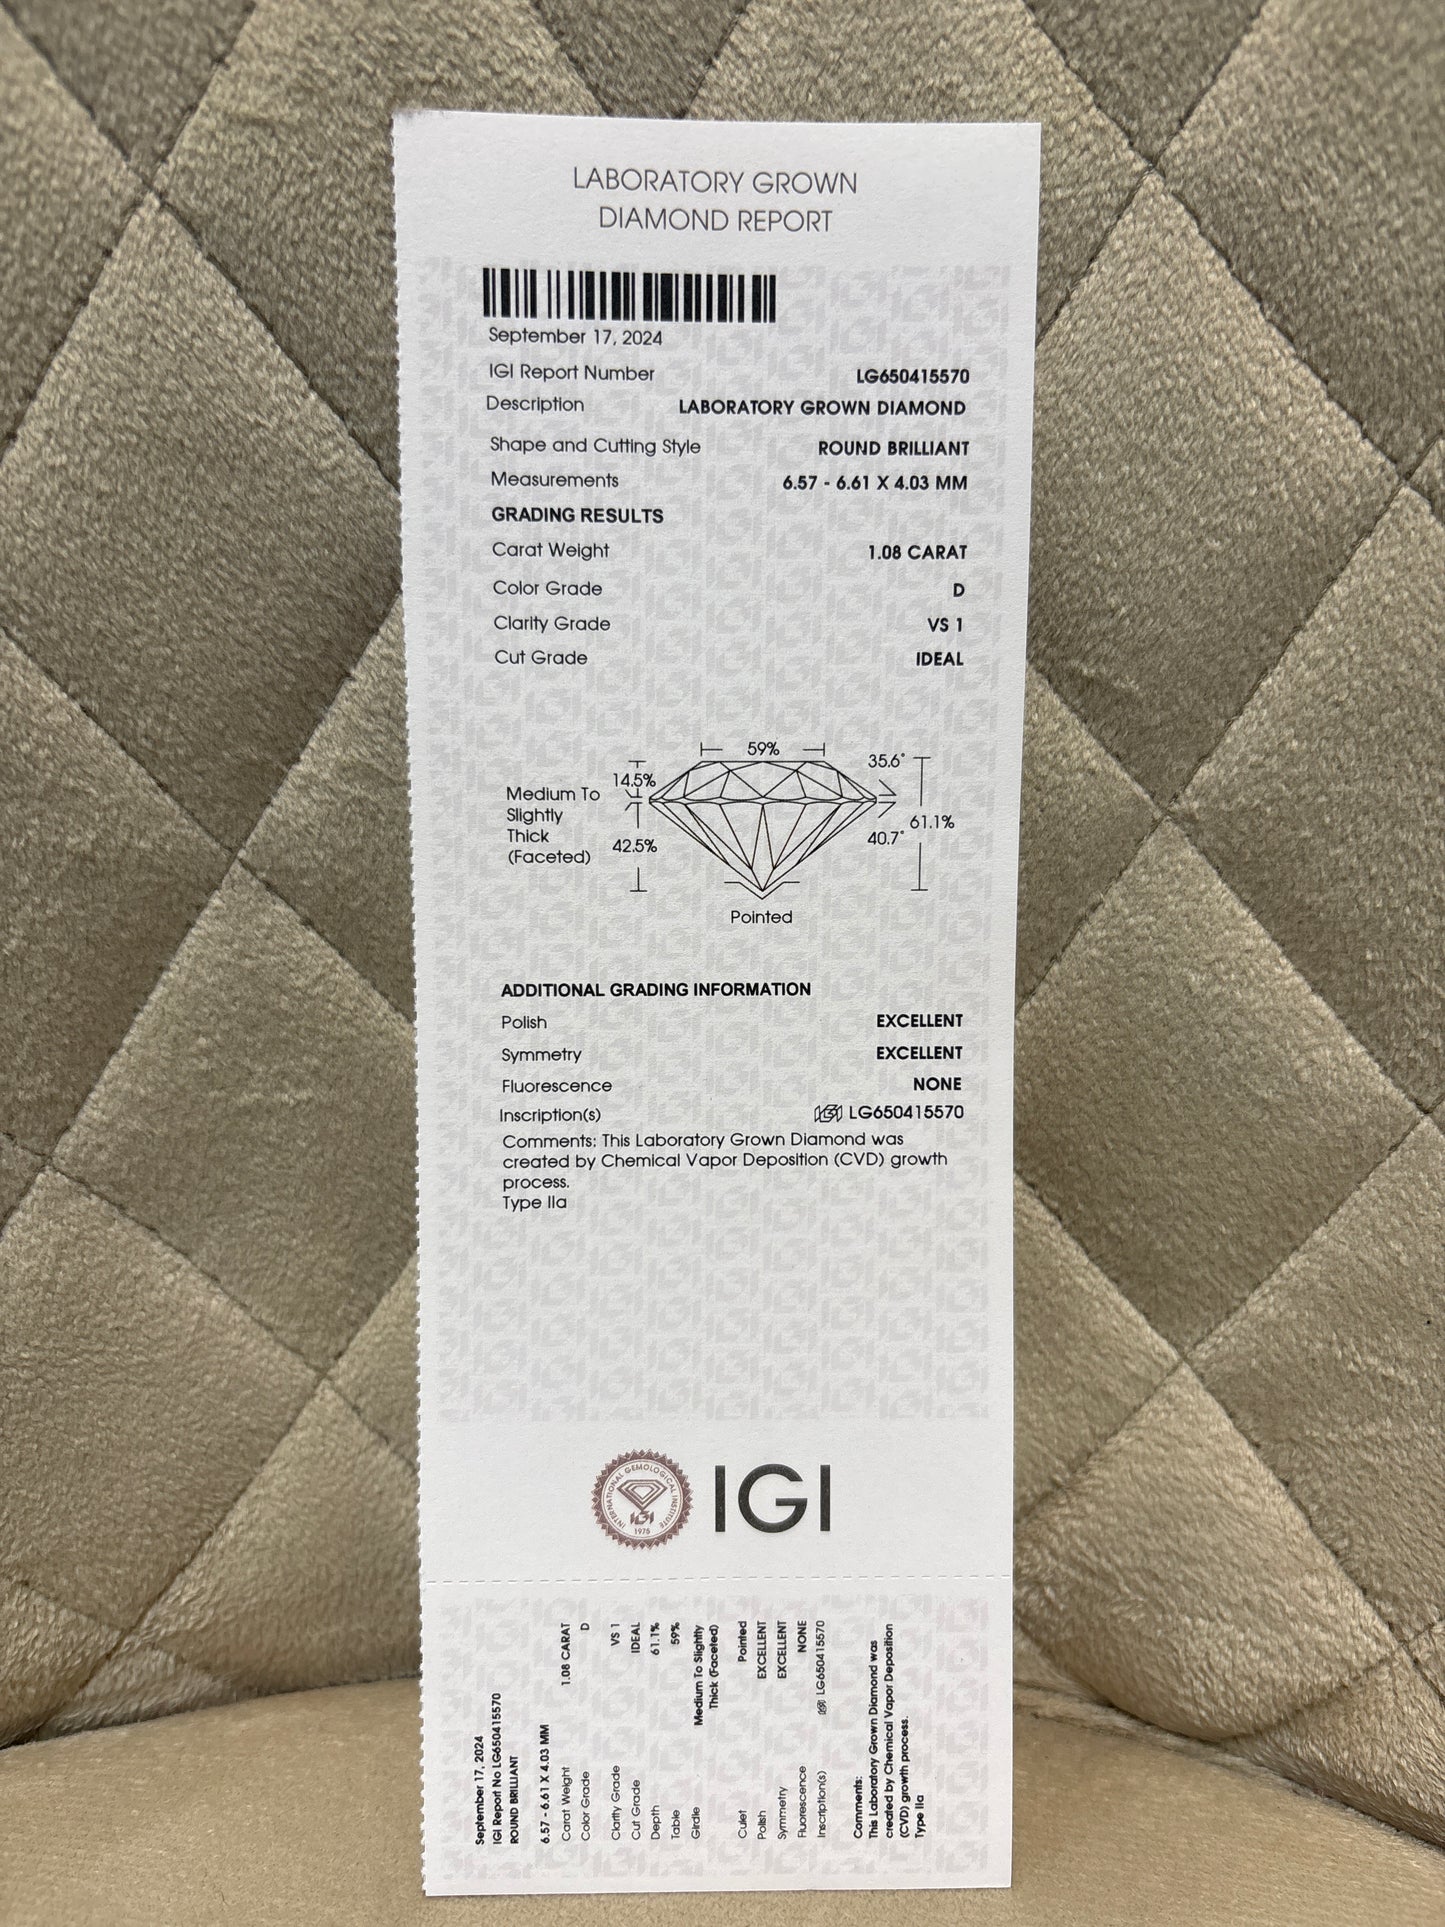 LABORATORY GROWN
DIAMOND REPORT
September 17, 2024
IGI Report Number LG650415570
Description LABORATORY GROWN DIAMOND
Shape and Cutting Style ROUND BRILLIANT
Measurements 6.57 - 6.61 X 4.03 MM
GRADING RESULTS
Carat Weight 1.08 CARAT
Color Grade D
Clarity Grade VS 1
Cut Grade IDEAL
59%
35.6°
14.5%
Medium To
Slightly
Thick
(Faceted)
61.1%
40.7°
42.5%
Pointed
ADDITIONAL GRADING INFORMATION
Polish EXCELLENT
Symmetry EXCELLENT
Fluorescence NONE
Inscription(s) IGI LG650415570
Comments: This Laboratory Grown Diamond was
created by Chemical Vapor Deposition (CVD) growth
process.
Type IIa
INTERNATIONAL GEMOLOGICAL INSTITUTE
IGI
1975
IGI
September 17, 2024
IGI Report No LG650415570
ROUND BRILLIANT
6.57 - 6.61 X 4.03 MM
Carat Weight 1.08 CARAT
Color Grade D
Clarity Grade VS 1
Cut Grade IDEAL
Depth 61.1%
Table 59%
Girdle Medium To Slightly
Thick (Faceted)
Culet Pointed
Polish EXCELLENT
Symmetry EXCELLENT
Fluorescence NONE
Inscription(s) IGI LG650415570
Comments:
This Laboratory Grown Diamond was
created by Chemical Vapor Deposition
(CVD) growth process.
Type IIa